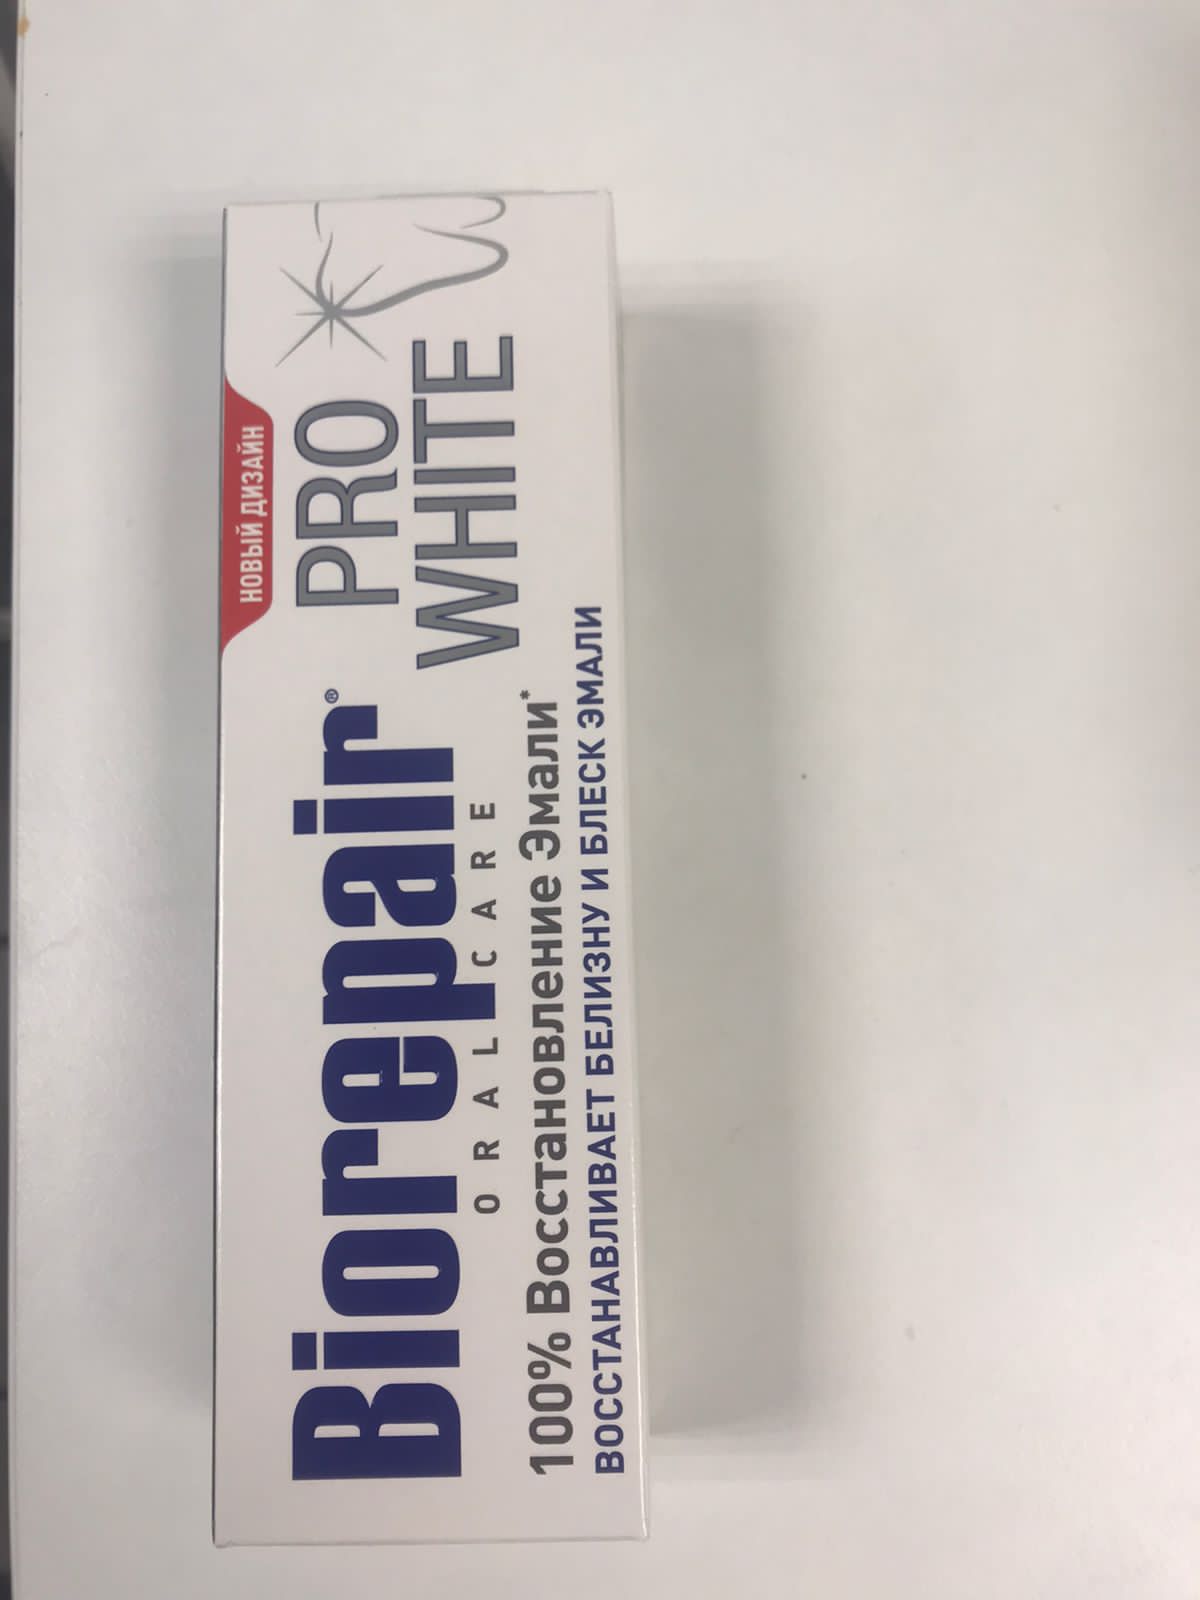 НОВЫЙ ДИЗАЙН
Biorepair®
ORAL CARE
PRO
WHITE
100% Восстановление Эмали*
ВОССТАНАВЛИВАЕТ БЕЛИЗНУ И БЛЕСК ЭМАЛИ